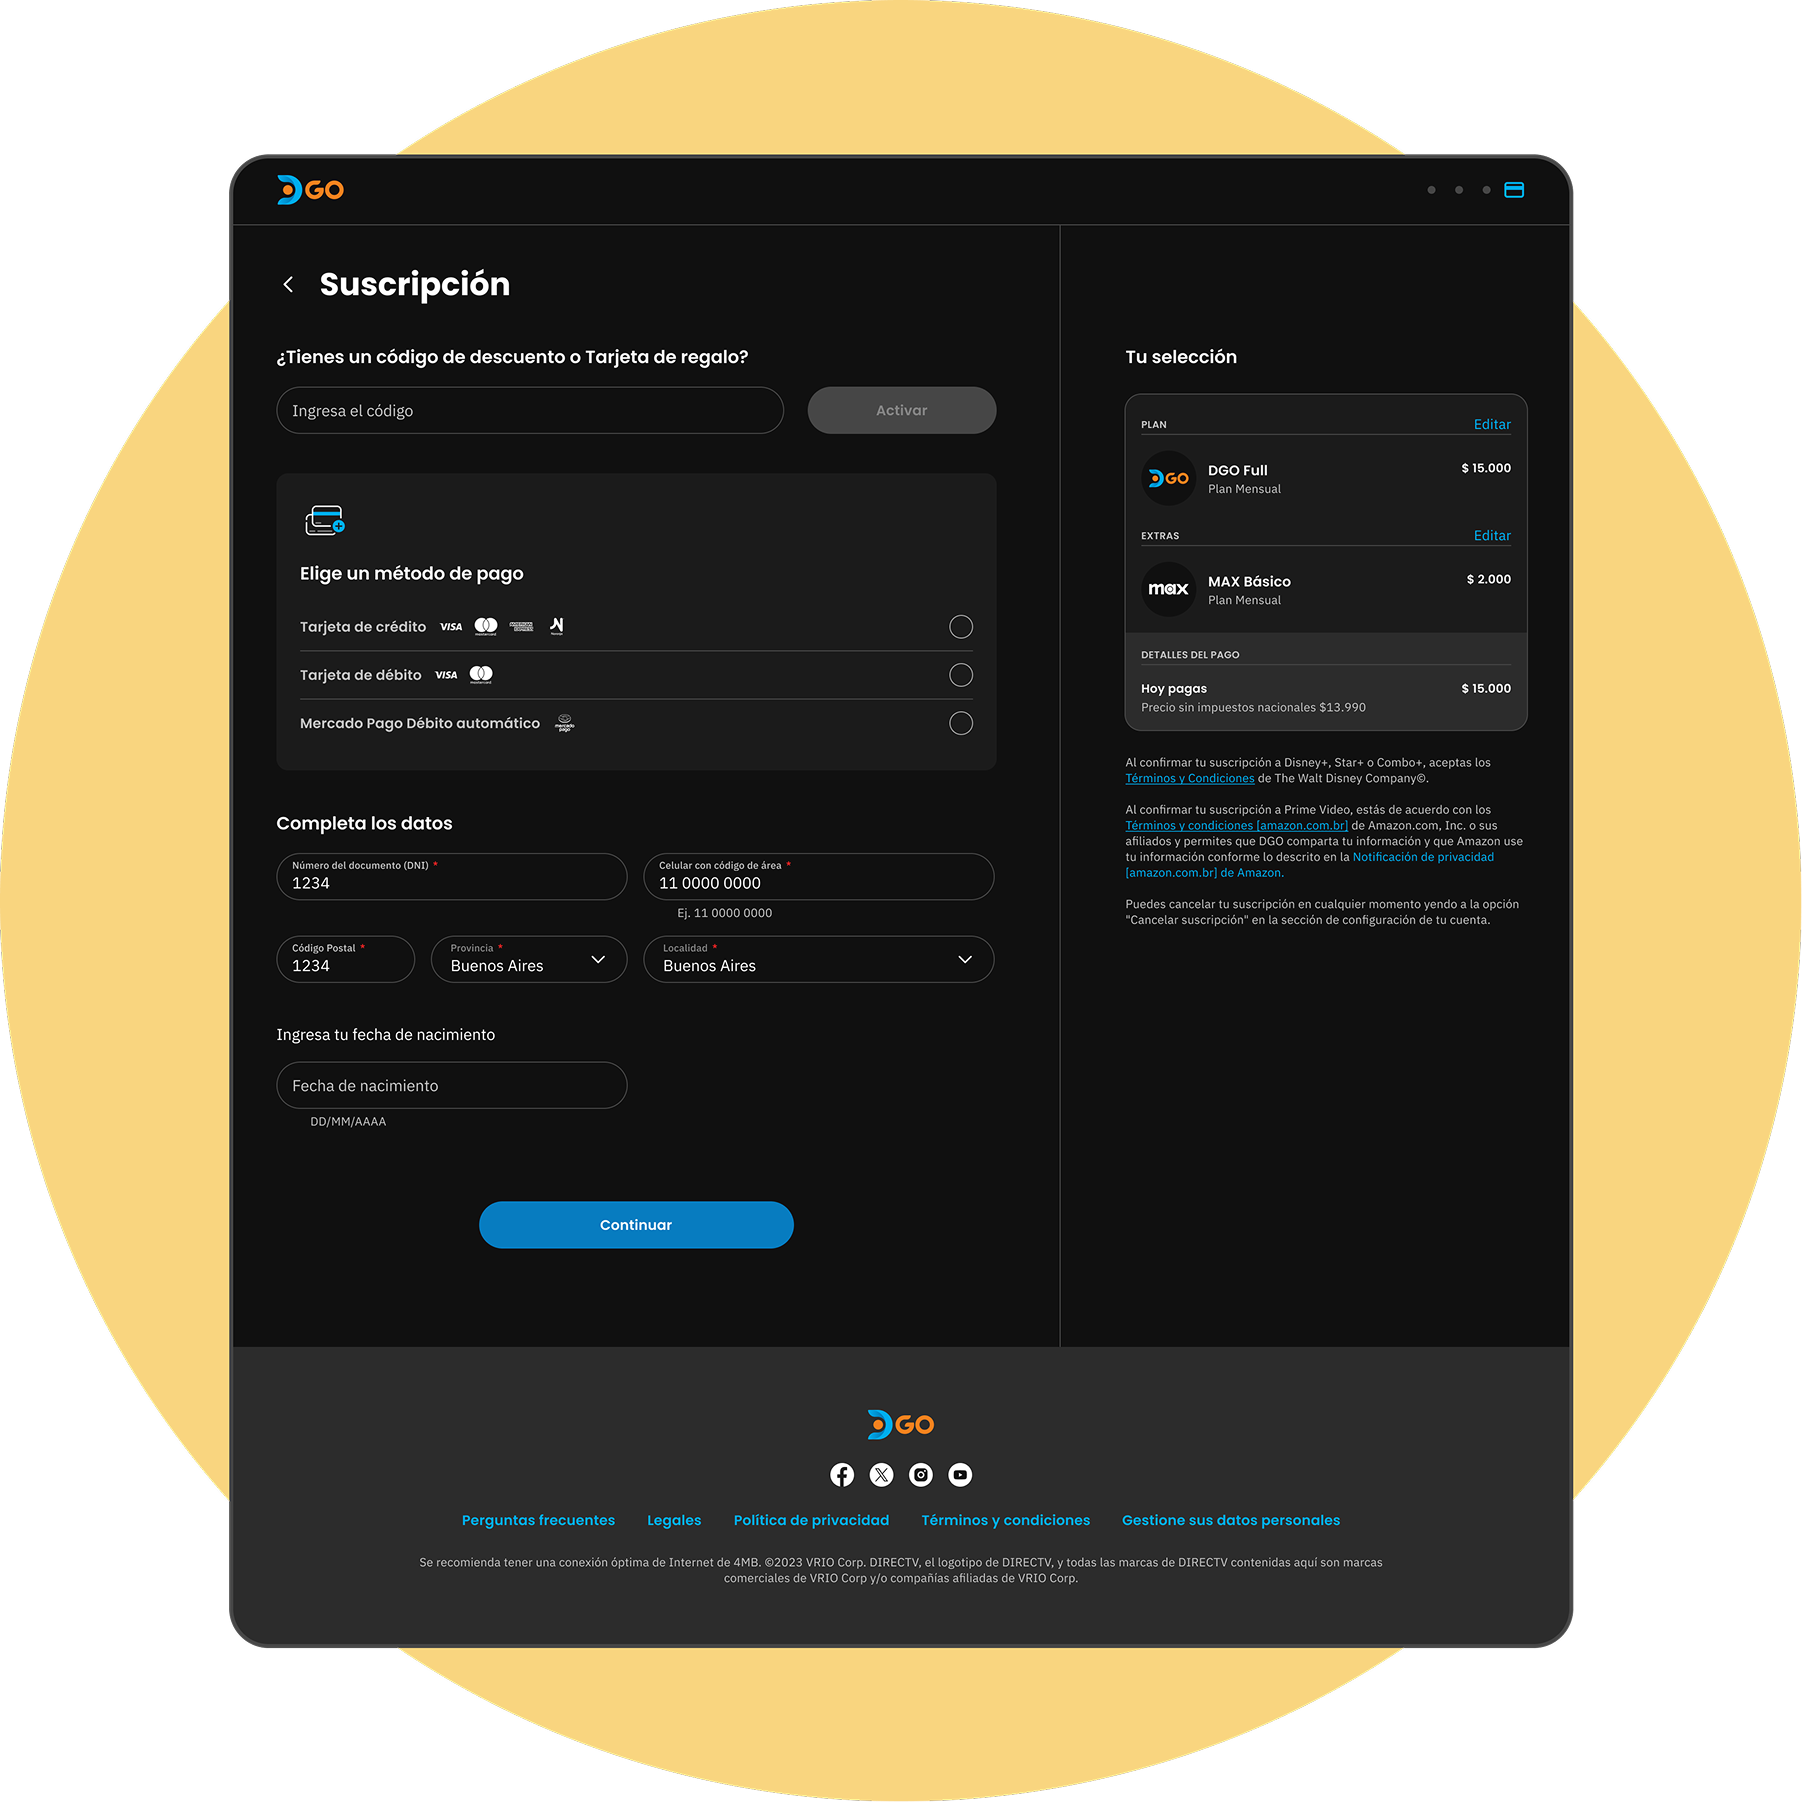 DGO
Suscripción
¿Tienes un código de descuento o Tarjeta de regalo?
Ingresa el código
Activar
Elige un método de pago
Tarjeta de crédito VISA mastercard AMERICAN EXPRESS Naranja
Tarjeta de débito VISA mastercard
Mercado Pago Débito automático mercado pago
Completa los datos
Número del documento (DNI) *
1234
Celular con código de área *
11 0000 0000
Ej. 11 0000 0000
Código Postal *
1234
Provincia *
Buenos Aires
Localidad *
Buenos Aires
Ingresa tu fecha de nacimiento
Fecha de nacimiento
DD/MM/AAAA
Continuar
Tu selección
PLAN
Editar
DGO
DGO Full
$ 15.000
Plan Mensual
EXTRAS
Editar
max
MAX Básico
$ 2.000
Plan Mensual
DETALLES DEL PAGO
Hoy pagas
$ 15.000
Precio sin impuestos nacionales $13.990
Al confirmar tu suscripción a Disney+, Star+ o Combo+, aceptas los
Términos y Condiciones de The Walt Disney Company©.
Al confirmar tu suscripción a Prime Video, estás de acuerdo con los
Términos y condiciones [amazon.com.br] de Amazon.com, Inc. o sus
afiliados y permites que DGO comparta tu información y que Amazon use
tu información conforme lo descrito en la Notificación de privacidad
[amazon.com.br] de Amazon.
Puedes cancelar tu suscripción en cualquier momento yendo a la opción
"Cancelar suscripción" en la sección de configuración de tu cuenta.
DGO
Perguntas frecuentes
Legales
Política de privacidad
Términos y condiciones
Gestione sus datos personales
Se recomienda tener una conexión óptima de Internet de 4MB. ©2023 VRIO Corp. DIRECTV, el logotipo de DIRECTV, y todas las marcas de DIRECTV contenidas aquí son marcas
comerciales de VRIO Corp y/o compañías afiliadas de VRIO Corp.